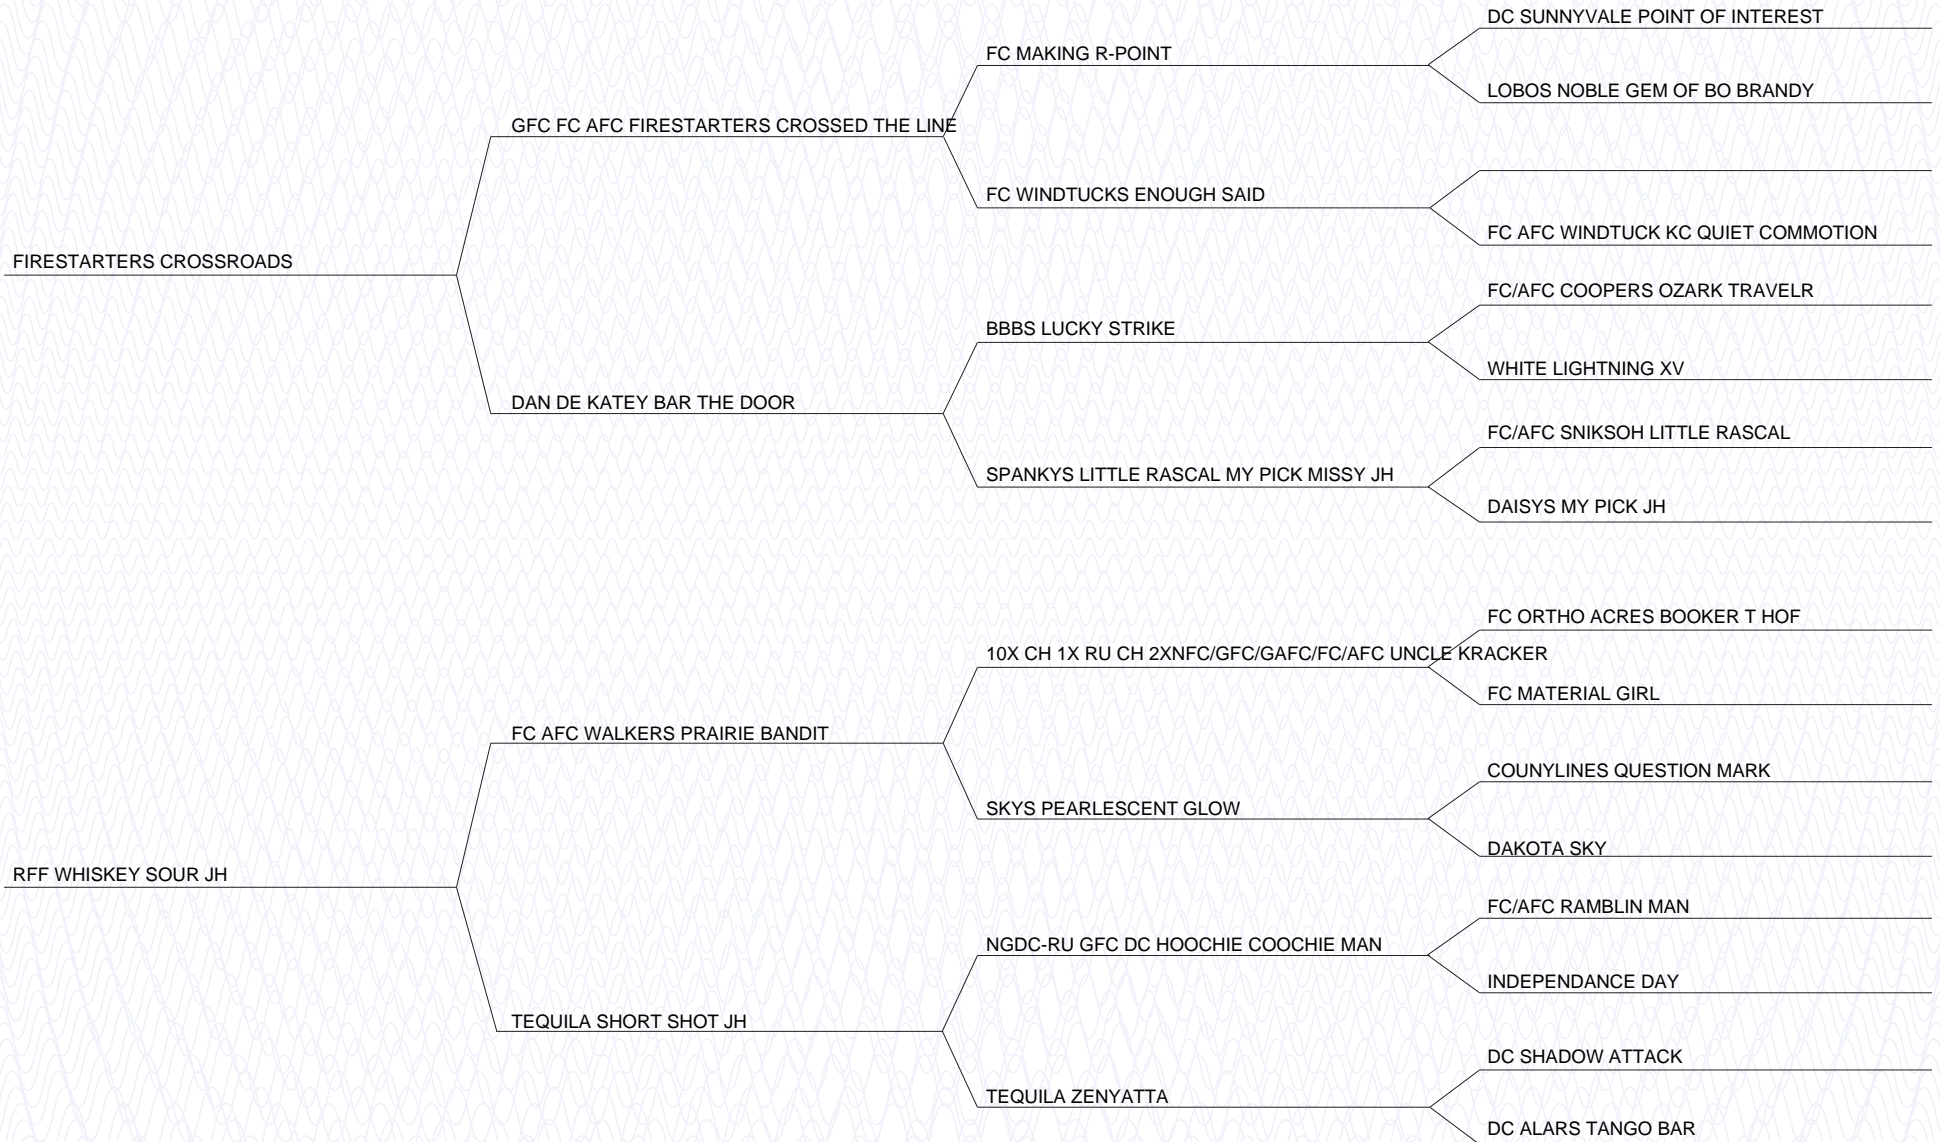 DC SUNNYVALE POINT OF INTEREST
FC MAKING R-POINT
LOBOS NOBLE GEM OF BO BRANDY
GFC FC AFC FIRESTARTERS CROSSED THE LINE
FC WINDTUCKS ENOUGH SAID
FC AFC WINDTUCK KC QUIET COMMOTION
FIRESTARTERS CROSSROADS
FC/AFC COOPERS OZARK TRAVELR
BBBS LUCKY STRIKE
WHITE LIGHTNING XV
DAN DE KATEY BAR THE DOOR
FC/AFC SNIKSOH LITTLE RASCAL
SPANKYS LITTLE RASCAL MY PICK MISSY JH
DAISYS MY PICK JH
FC ORTHO ACRES BOOKER T HOF
10X CH 1X RU CH 2XNFC/GFC/GAFC/FC/AFC UNCLE KRACKER
FC MATERIAL GIRL
FC AFC WALKERS PRAIRIE BANDIT
COUNYLINES QUESTION MARK
SKYS PEARLESCENT GLOW
DAKOTA SKY
RFF WHISKEY SOUR JH
FC/AFC RAMBLIN MAN
NGDC-RU GFC DC HOOCHIE COOCHIE MAN
INDEPENDANCE DAY
TEQUILA SHORT SHOT JH
DC SHADOW ATTACK
TEQUILA ZENYATTA
DC ALARS TANGO BAR